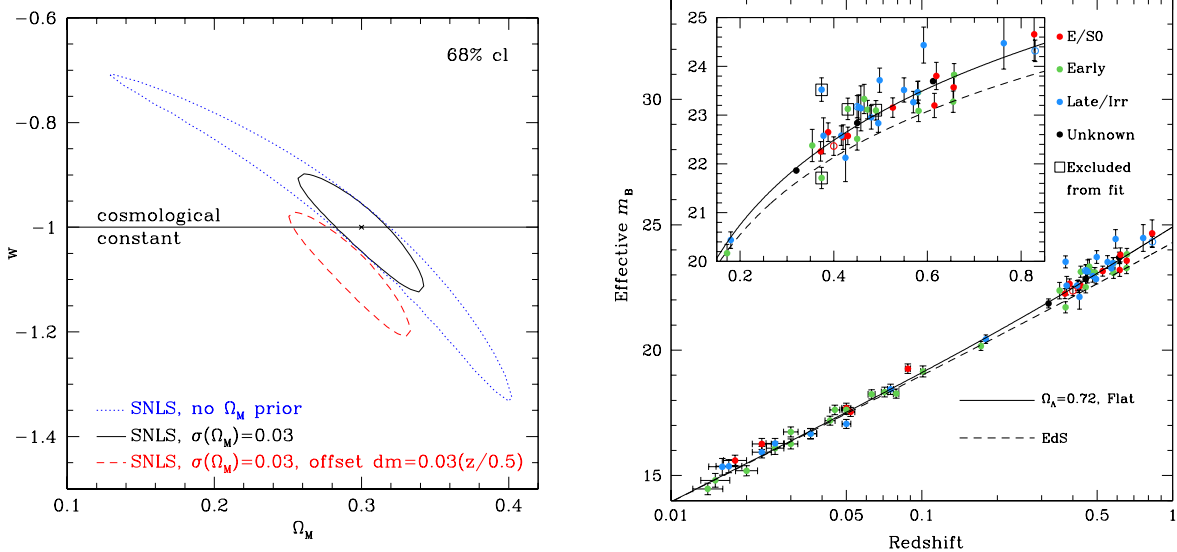 68% cl
−0.6
−0.8
−1
−1.2
−1.4
w
cosmological
constant
SNLS, no Ω_M prior
SNLS, σ(Ω_M)=0.03
SNLS, σ(Ω_M)=0.03, offset dm=0.03(z/0.5)
0.1
0.2
0.3
0.4
Ω_M
Effective m_B
30
25
20
15
25
24
23
22
21
20
0.2
0.4
0.6
0.8
E/S0
Early
Late/Irr
Unknown
Excluded
from fit
Ω_Λ=0.72, Flat
EdS
0.01
0.05
0.1
0.5
1
Redshift